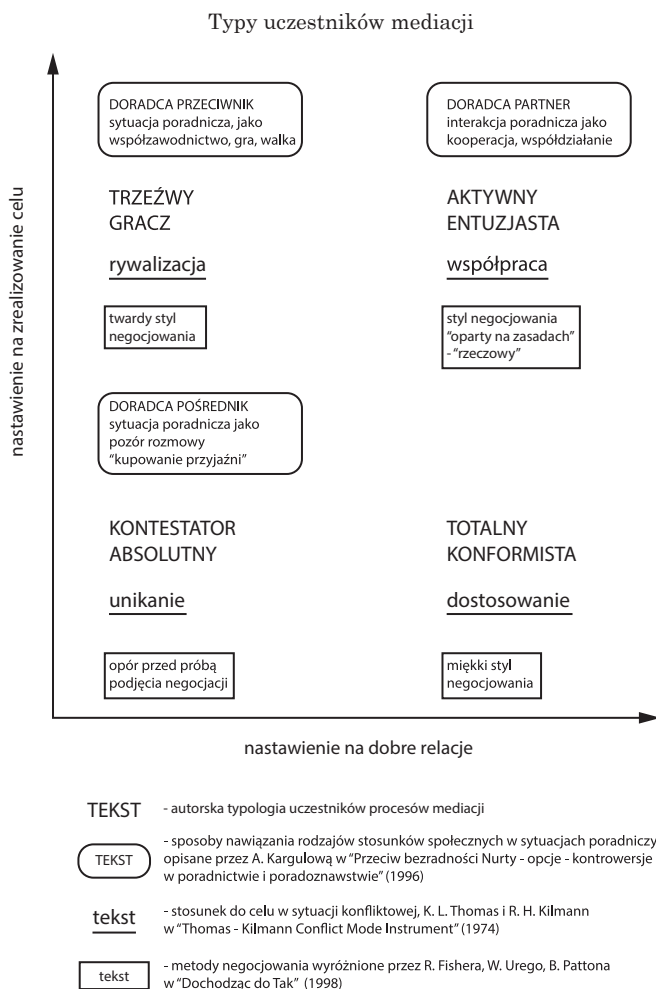 Typy uczestników mediacji
nastawienie na zrealizowanie celu
DORADCA PRZECIWNIK
sytuacja poradnicza, jako
współzawodnictwo, gra, walka
DORADCA PARTNER
interakcja poradnicza jako
kooperacja, współdziałanie
TRZEŹWY
GRACZ
AKTYWNY
ENTUZJASTA
rywalizacja
współpraca
twardy styl
negocjowania
styl negocjowania
“oparty na zasadach”
- “rzeczowy”
DORADCA POŚREDNIK
sytuacja poradnicza jako
pozór rozmowy
“kupowanie przyjaźni”
KONTESTATOR
ABSOLUTNY
TOTALNY
KONFORMISTA
unikanie
dostosowanie
opór przed próbą
podjęcia negocjacji
miękki styl
negocjowania
nastawienie na dobre relacje
TEKST - autorska typologia uczestników procesów mediacji
TEKST
- sposoby nawiązania rodzajów stosunków społecznych w sytuacjach poradniczy
opisane przez A. Kargulową w “Przeciw bezradności Nurty - opcje - kontrowersje
w poradnictwie i poradoznawstwie” (1996)
tekst
- stosunek do celu w sytuacji konfliktowej, K. L. Thomas i R. H. Kilmann
w “Thomas - Kilmann Conflict Mode Instrument” (1974)
tekst
- metody negocjowania wyróżnione przez R. Fishera, W. Urego, B. Pattona
w “Dochodząc do Tak” (1998)